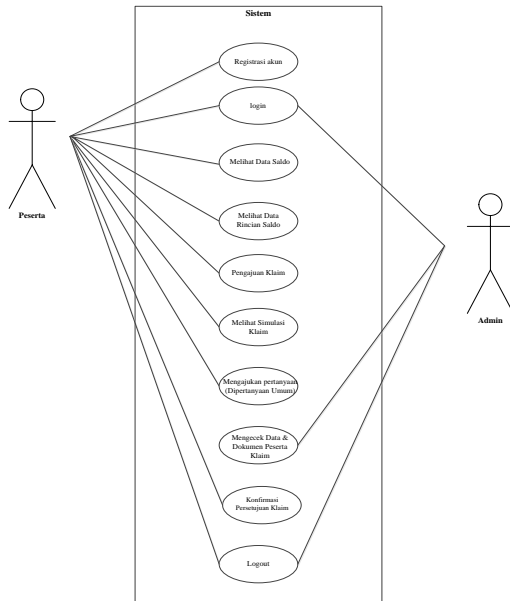 Sistem
Registrasi akun
login
Melihat Data Saldo
Peserta
Melihat Data
Rincian Saldo
Pengajuan Klaim
Admin
Melihat Simulasi
Klaim
Mengajukan pertanyaan
(Dipertanyaan Umum)
Mengecek Data &
Dokumen Peserta
Klaim
Konfirmasi
Persetujuan Klaim
Logout